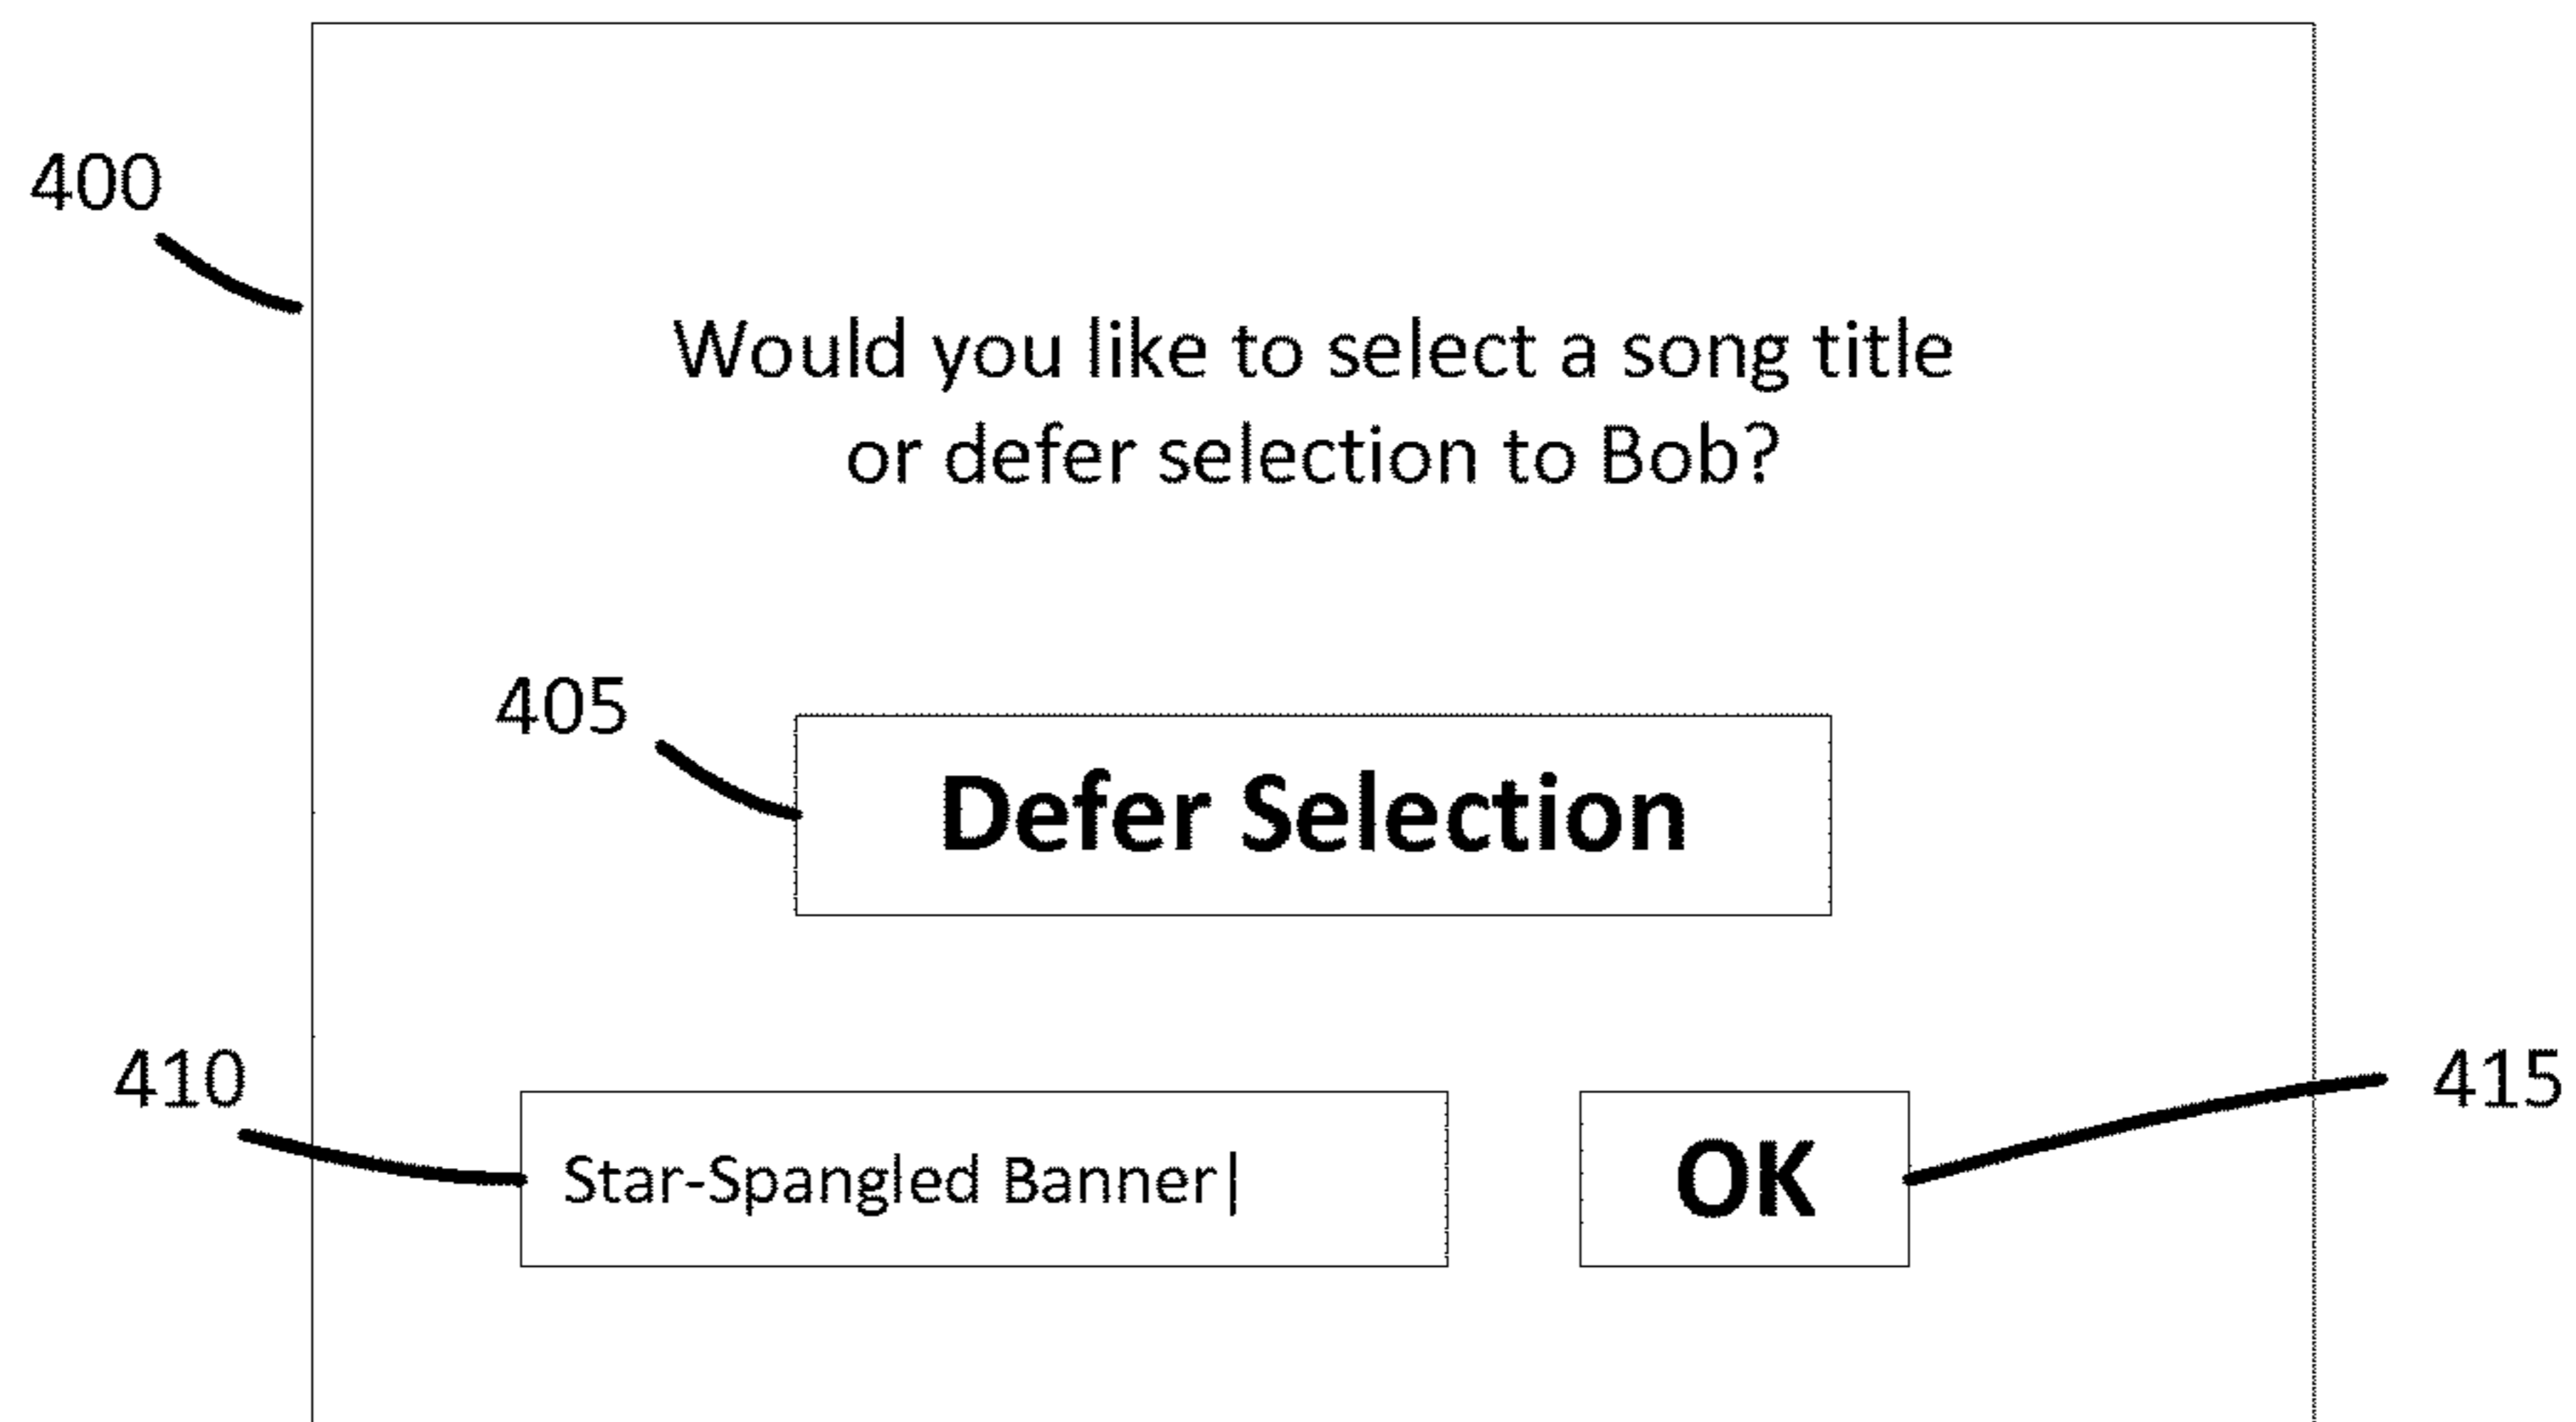 400
Would you like to select a song title
or defer selection to Bob?
405
Defer Selection
410
Star-Spangled Banner|
OK
415